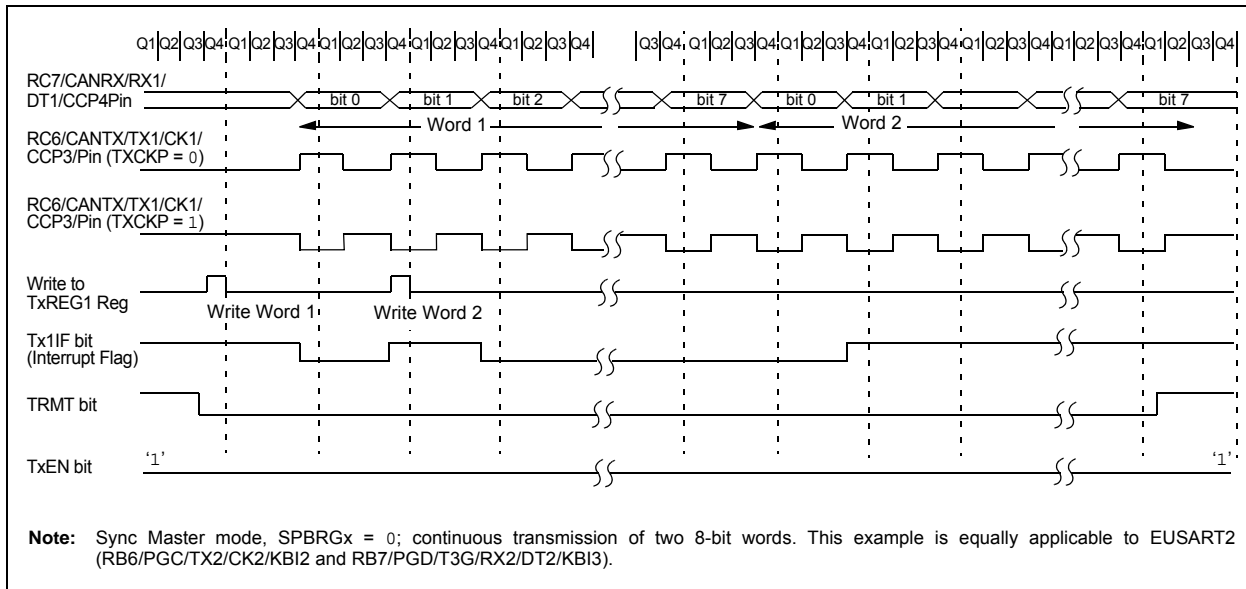 Q1 Q2 Q3 Q4 Q1 Q2 Q3 Q4 Q1 Q2 Q3 Q4 Q1 Q2 Q3 Q4 Q1 Q2 Q3 Q4 Q3 Q4 Q1 Q2 Q3 Q4 Q1 Q2 Q3 Q4 Q1 Q2 Q3 Q4 Q1 Q2 Q3 Q4 Q1 Q2 Q3 Q4 Q1 Q2 Q3 Q4
RC7/CANRX/RX1/
DT1/CCP4Pin
bit 0 bit 1 bit 2 bit 7 bit 0 bit 1 bit 7
Word 1 Word 2
RC6/CANTX/TX1/CK1/
CCP3/Pin (TXCKP = 0)
RC6/CANTX/TX1/CK1/
CCP3/Pin (TXCKP = 1)
Write to
TxREG1 Reg
Write Word 1 Write Word 2
Tx1IF bit
(Interrupt Flag)
TRMT bit
TxEN bit
‘1’ ‘1’
Note: Sync Master mode, SPBRGx = 0; continuous transmission of two 8-bit words. This example is equally applicable to EUSART2
(RB6/PGC/TX2/CK2/KBI2 and RB7/PGD/T3G/RX2/DT2/KBI3).